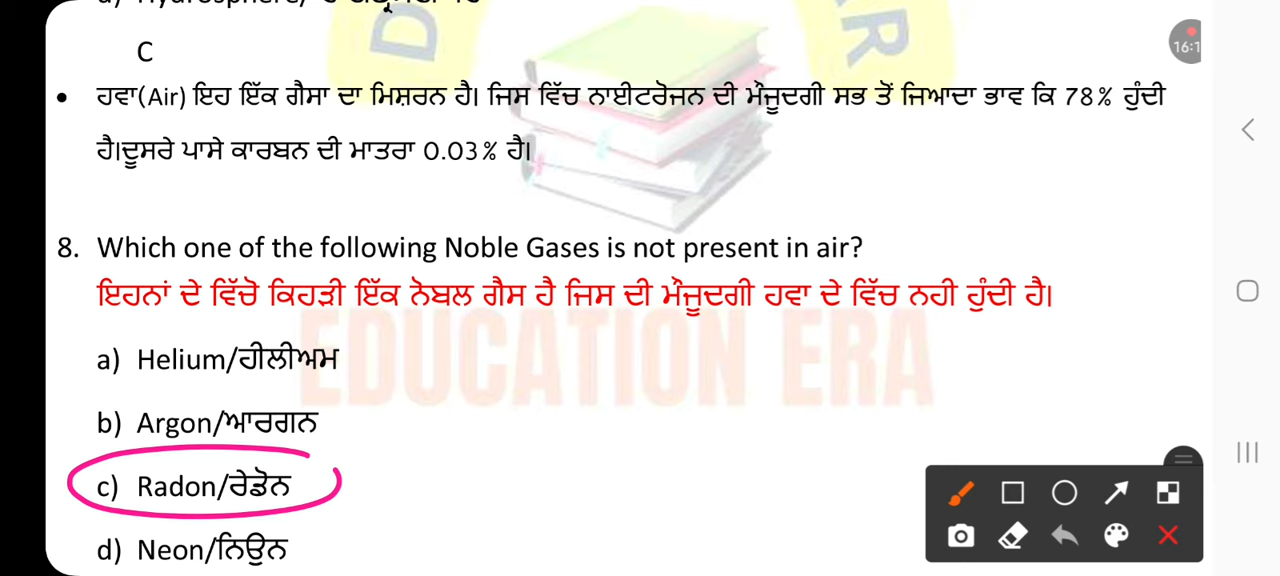 C
• ਹਵਾ(Air) ਇਹ ਇੱਕ ਗੈਸਾ ਦਾ ਮਿਸ਼ਰਨ ਹੈ। ਜਿਸ ਵਿੱਚ ਨਾਈਟਰੋਜਨ ਦੀ ਮੌਜੂਦਗੀ ਸਭ ਤੋਂ ਜਿਆਦਾ ਭਾਵ ਕਿ 78% ਹੁੰਦੀ
ਹੈ।ਦੂਸਰੇ ਪਾਸੇ ਕਾਰਬਨ ਦੀ ਮਾਤਰਾ 0.03% ਹੈ।
8. Which one of the following Noble Gases is not present in air?
ਇਹਨਾਂ ਦੇ ਵਿੱਚੋ ਕਿਹੜੀ ਇੱਕ ਨੋਬਲ ਗੈਸ ਹੈ ਜਿਸ ਦੀ ਮੌਜੂਦਗੀ ਹਵਾ ਦੇ ਵਿੱਚ ਨਹੀ ਹੁੰਦੀ ਹੈ।
EDUCATION ERA
a) Helium/ਹੀਲੀਅਮ
b) Argon/ਆਰਗਨ
c) Radon/ਰੇਡੋਨ
d) Neon/ਨਿਉਨ